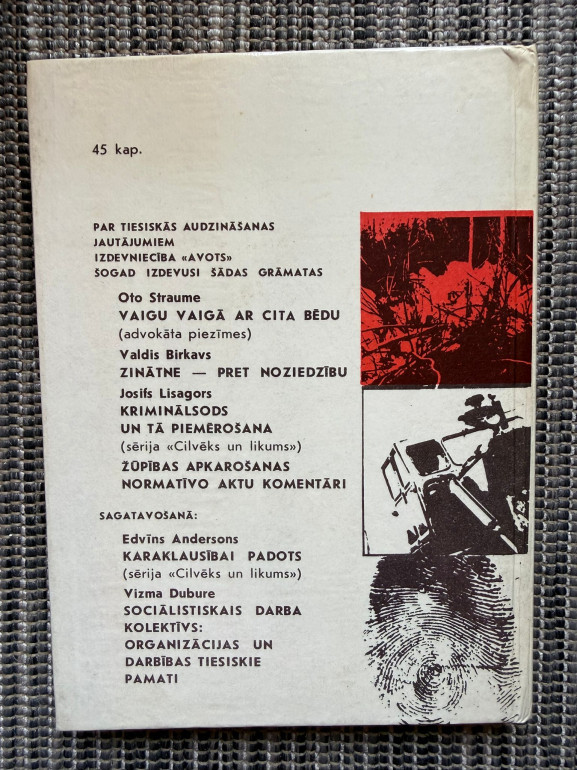 45 kap.
PAR TIESISKĀS AUDZINĀŠANAS
JAUTĀJUMIEM
IZDEVNIECĪBA «AVOTS»
ŠOGAD IZDEVUSI ŠĀDAS GRĀMATAS
Oto Straume
VAIGU VAIGĀ AR CITA BĒDU
(advokāta piezīmes)
Valdis Birkavs
ZINĀTNE — PRET NOZIEDZĪBU
Josifs Lisagors
KRIMINĀLSODS
UN TĀ PIEMĒROŠANA
(sērija «Cilvēks un likums»)
ŽŪPĪBAS APKAROŠANAS
NORMATĪVO AKTU KOMENTĀRI
SAGATAVOŠANĀ:
Edvīns Andersons
KARAKLAUSĪBAI PADOTS
(sērija «Cilvēks un likums»)
Vizma Dubure
SOCIĀLISTISKAIS DARBA
KOLEKTĪVS:
ORGANIZĀCIJAS UN
DARBĪBAS TIESISKIE
PAMATI